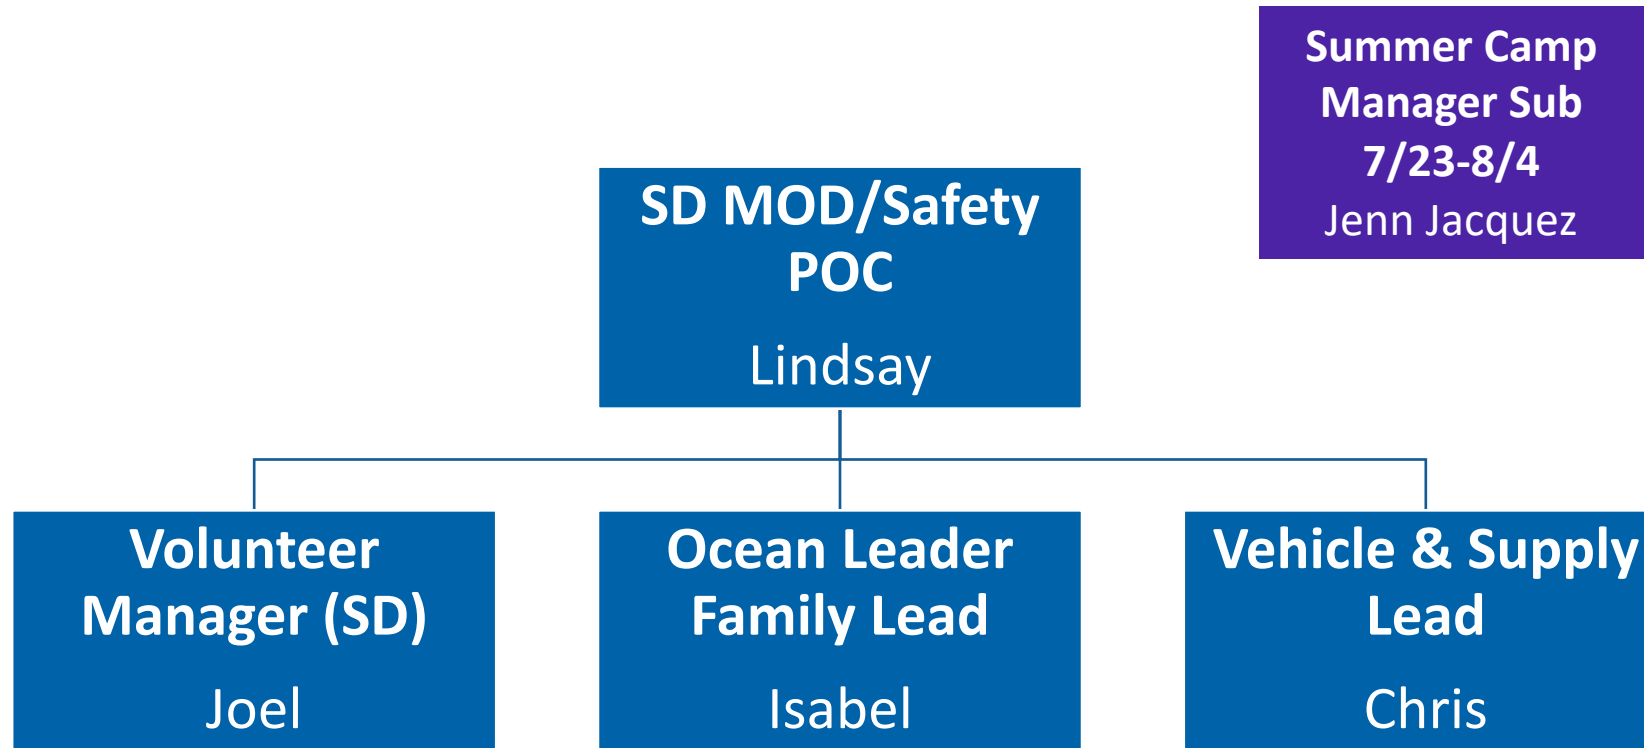 Summer Camp
Manager Sub
7/23-8/4
Jenn Jacquez
SD MOD/Safety
POC
Lindsay
Volunteer
Manager (SD)
Joel
Ocean Leader
Family Lead
Isabel
Vehicle & Supply
Lead
Chris